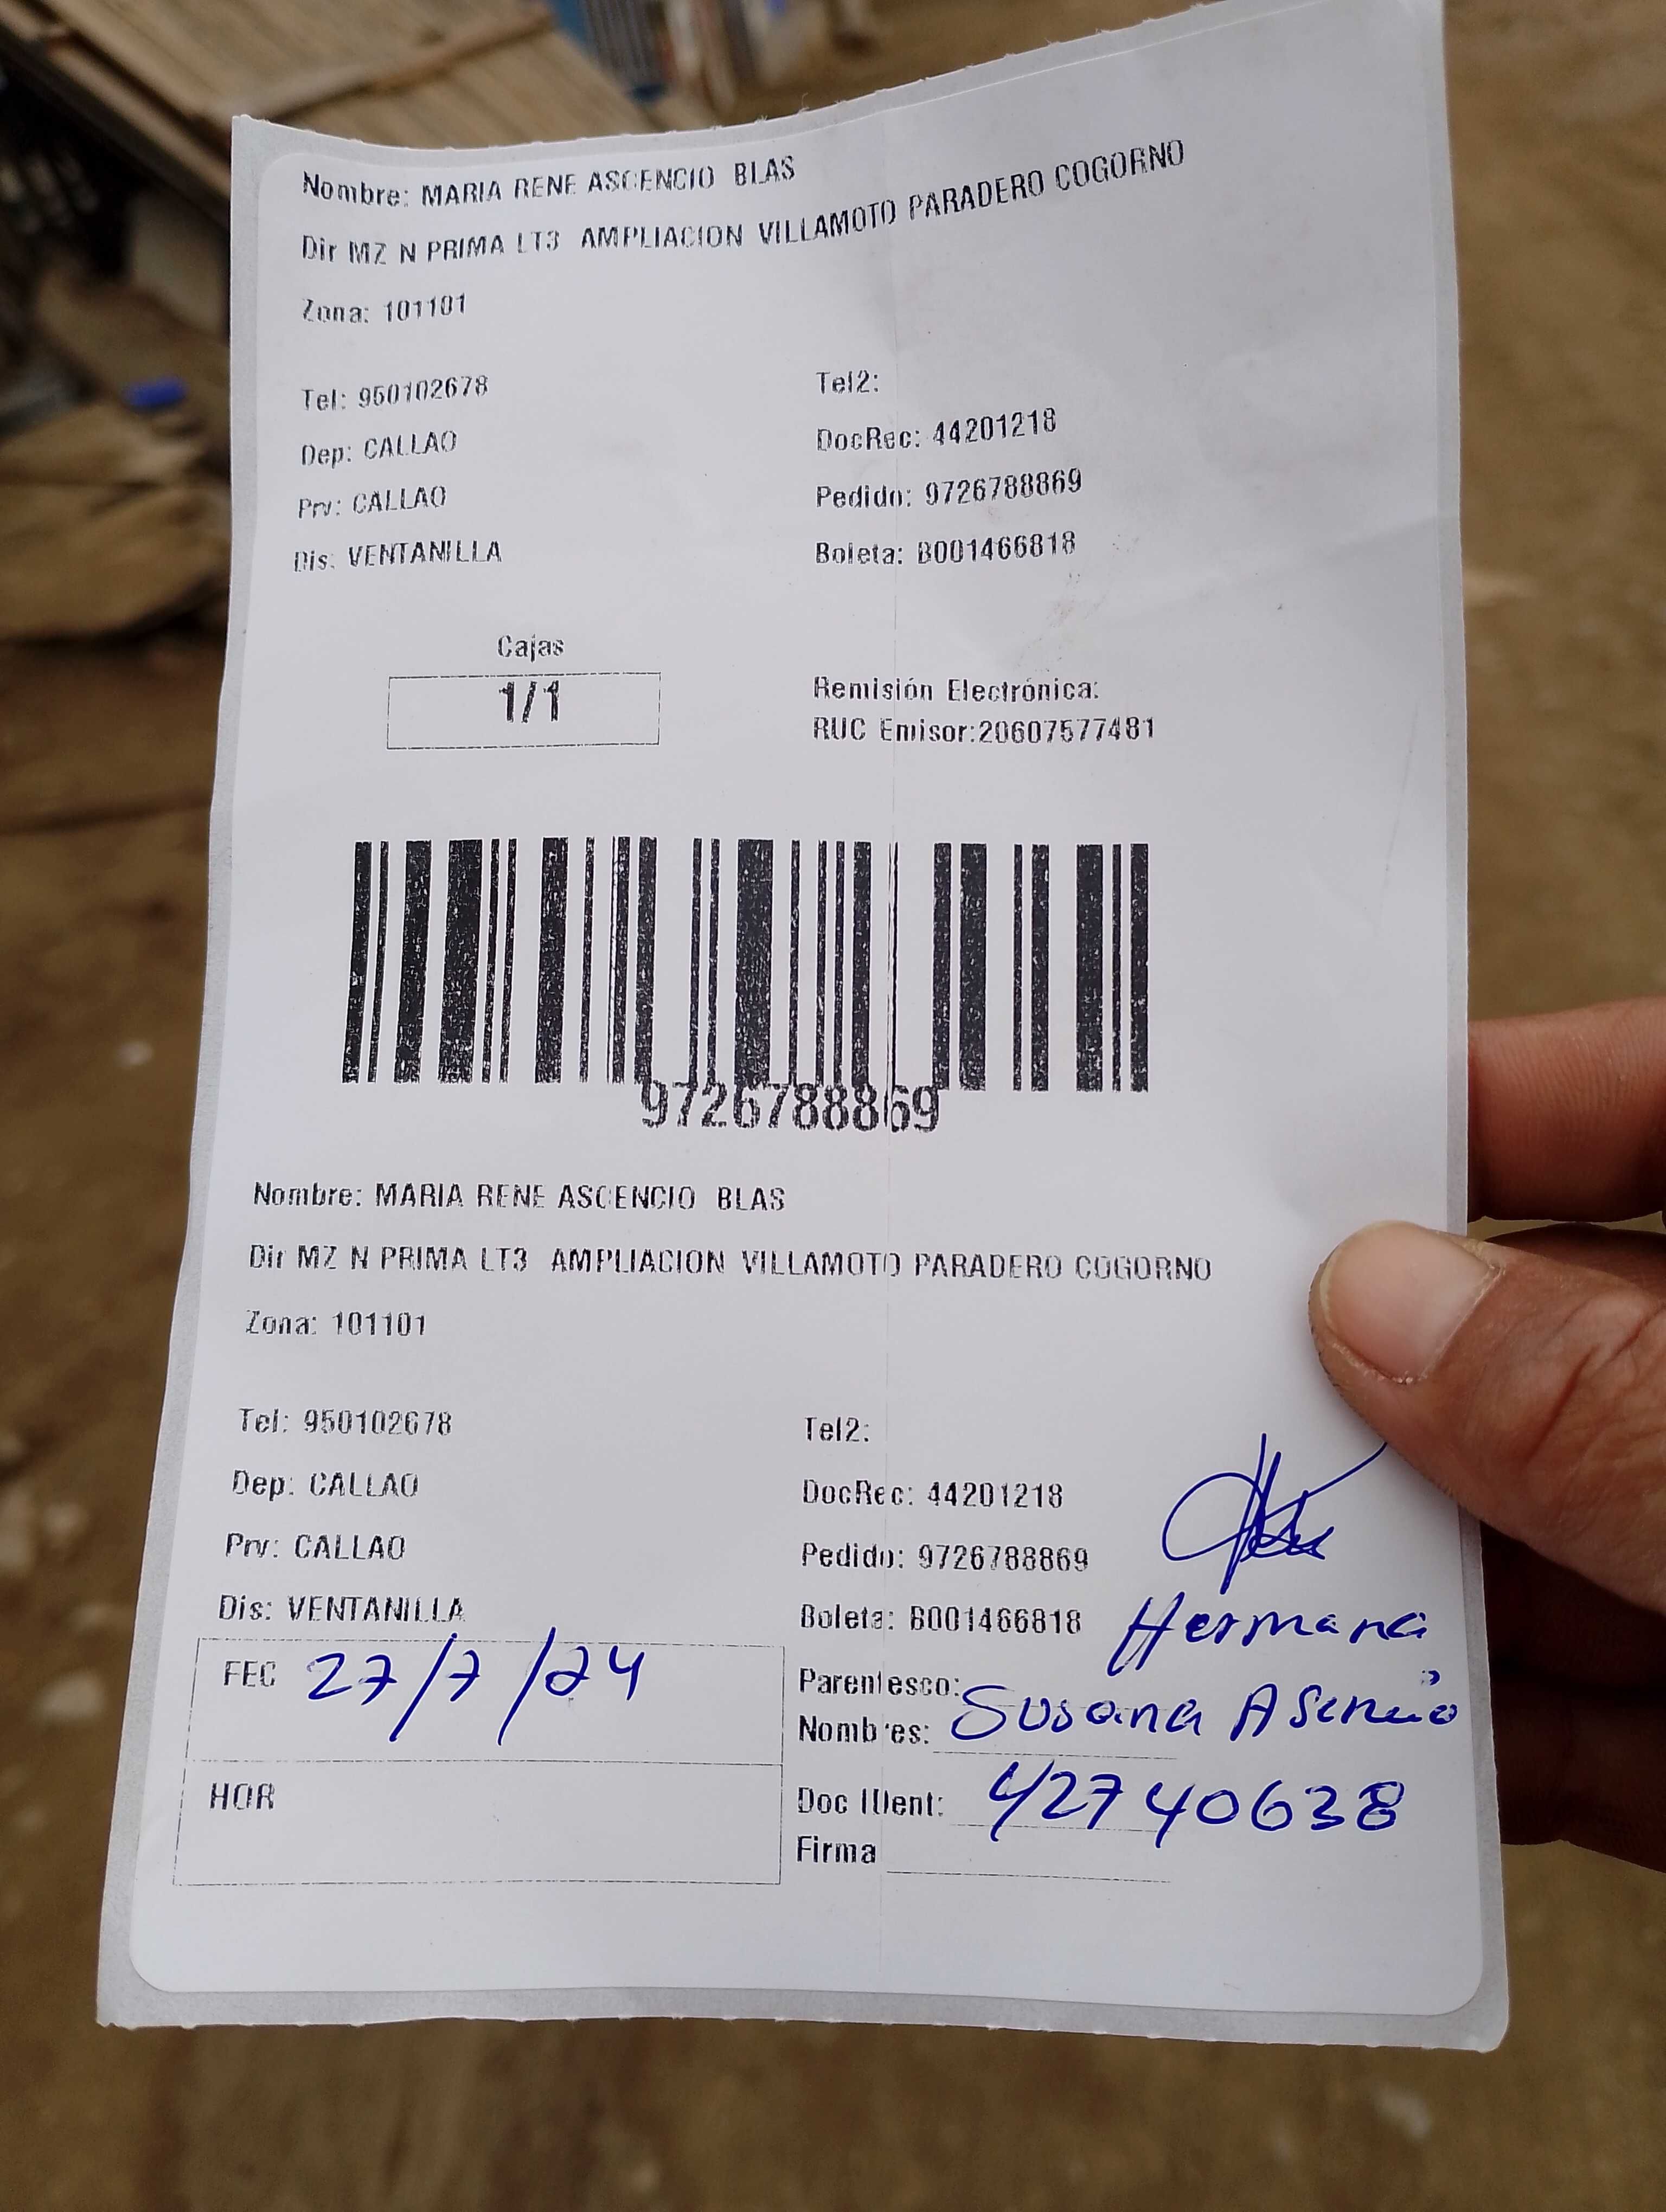 Nombre: MARIA RENE ASCENCIO BLAS
Dir MZ N PRIMA LT3 AMPLIACION VILLAMOTO PARADERO COGORNO
Zona: 101101
Tel: 950102678 Tel2:
Dep: CALLAO DocRec: 44201218
Prv: CALLAO Pedido: 9726788869
Dis: VENTANILLA Boleta: B001466818
Cajas
1/1
Remisión Electrónica:
RUC Emisor:20607577481
9726788869
Nombre: MARIA RENE ASCENCIO BLAS
Dir MZ N PRIMA LT3 AMPLIACION VILLAMOTO PARADERO COGORNO
Zona: 101101
Tel: 950102678 Tel2:
Dep: CALLAO DocRec: 44201218
Prv: CALLAO Pedido: 9726788869
Dis: VENTANILLA Boleta: B001466818
FEC 27/7/24
HOR
Parentesco: Hermana
Nombres: Susana Asencio
Doc Ident: 42740638
Firma